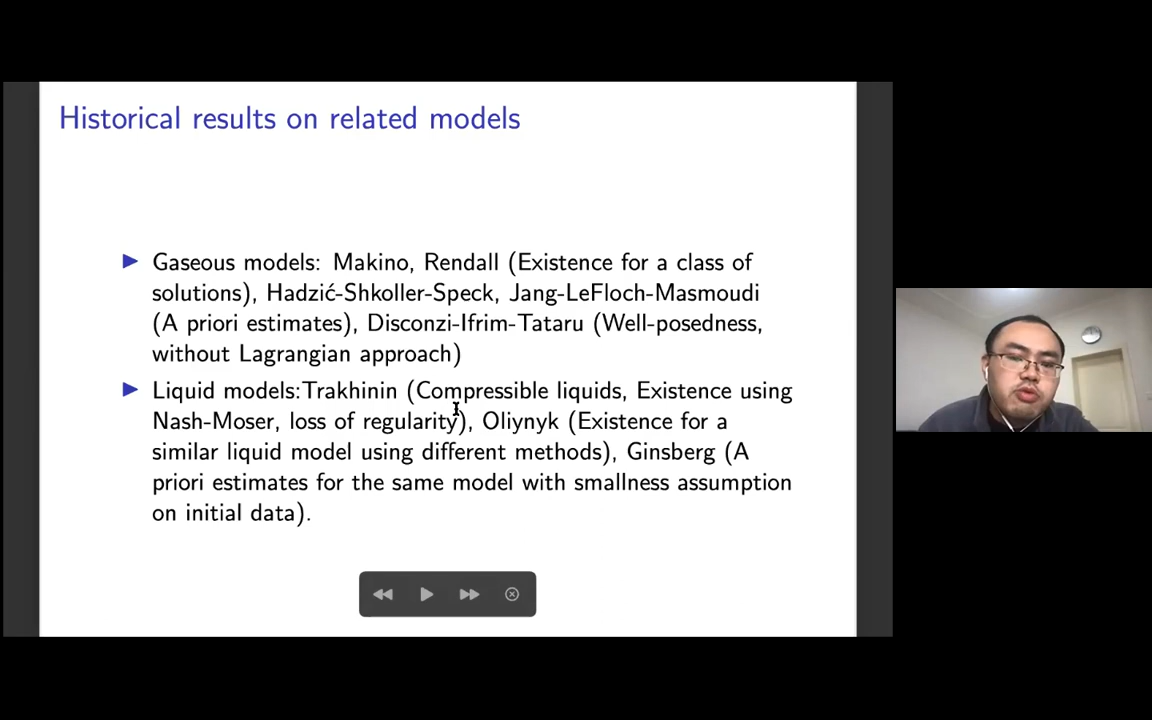 Historical results on related models
Gaseous models: Makino, Rendall (Existence for a class of
solutions), Hadzić-Shkoller-Speck, Jang-LeFloch-Masmoudi
(A priori estimates), Disconzi-Ifrim-Tataru (Well-posedness,
without Lagrangian approach)
Liquid models:Trakhinin (Compressible liquids, Existence using
Nash-Moser, loss of regularity), Oliynyk (Existence for a
similar liquid model using different methods), Ginsberg (A
priori estimates for the same model with smallness assumption
on initial data).